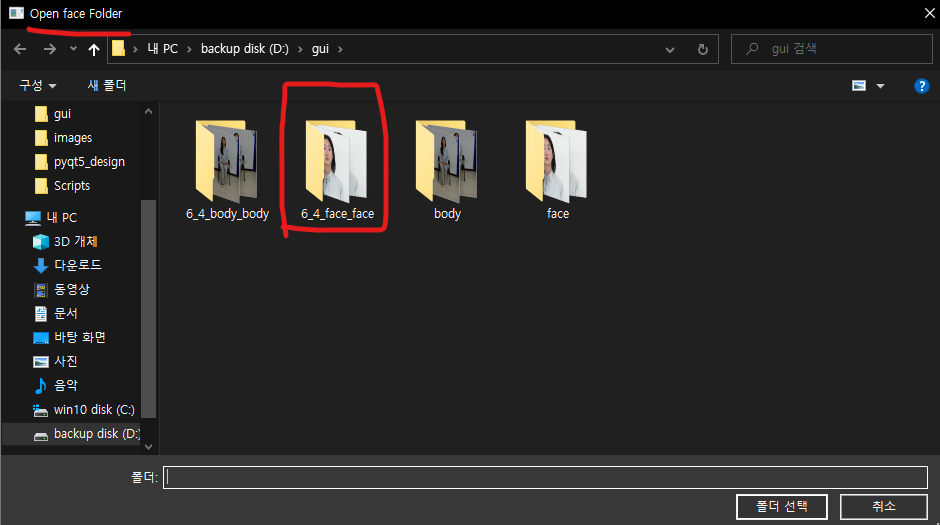 Open face Folder
내 PC
backup disk (D:)
gui
gui 검색
구성
새 폴더
gui
images
pyqt5_design
Scripts
내 PC
3D 개체
다운로드
동영상
문서
바탕 화면
사진
음악
win10 disk (C:)
backup disk (D:)
6_4_body_body
6_4_face_face
body
face
폴더:
폴더 선택
취소